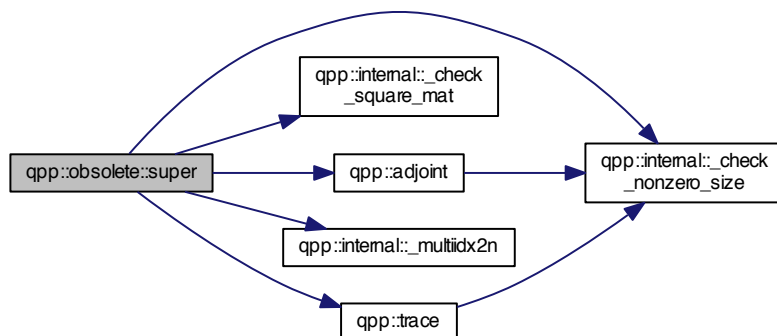 qpp::internal::_check
_square_mat
qpp::obsolete::super
qpp::adjoint
qpp::internal::_check
_nonzero_size
qpp::internal::_multiidx2n
qpp::trace